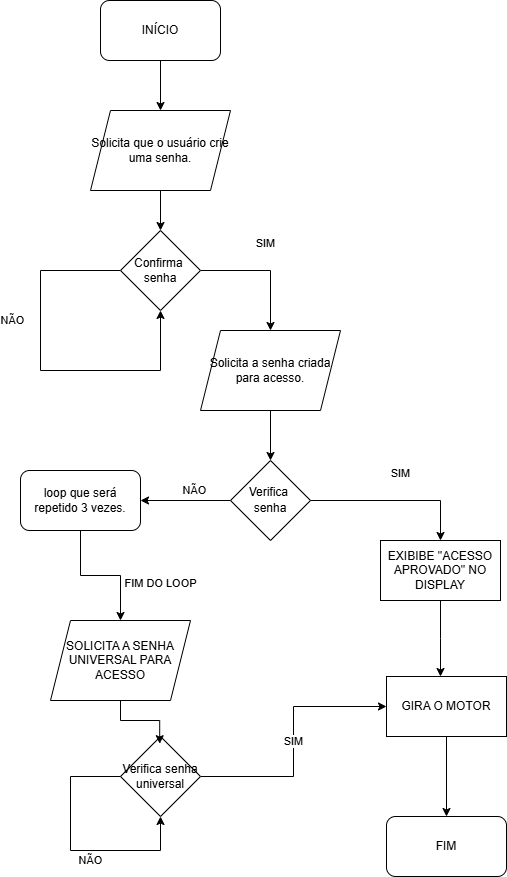 INÍCIO
Solicita que o usuário crie
uma senha.
Confirma
senha
SIM
NÃO
Solicita a senha criada
para acesso.
Verifica
senha
NÃO
SIM
loop que será
repetido 3 vezes.
EXIBIBE "ACESSO
APROVADO" NO
DISPLAY
FIM DO LOOP
SOLICITA A SENHA
UNIVERSAL PARA
ACESSO
GIRA O MOTOR
SIM
Verifica senha
universal
NÃO
FIM